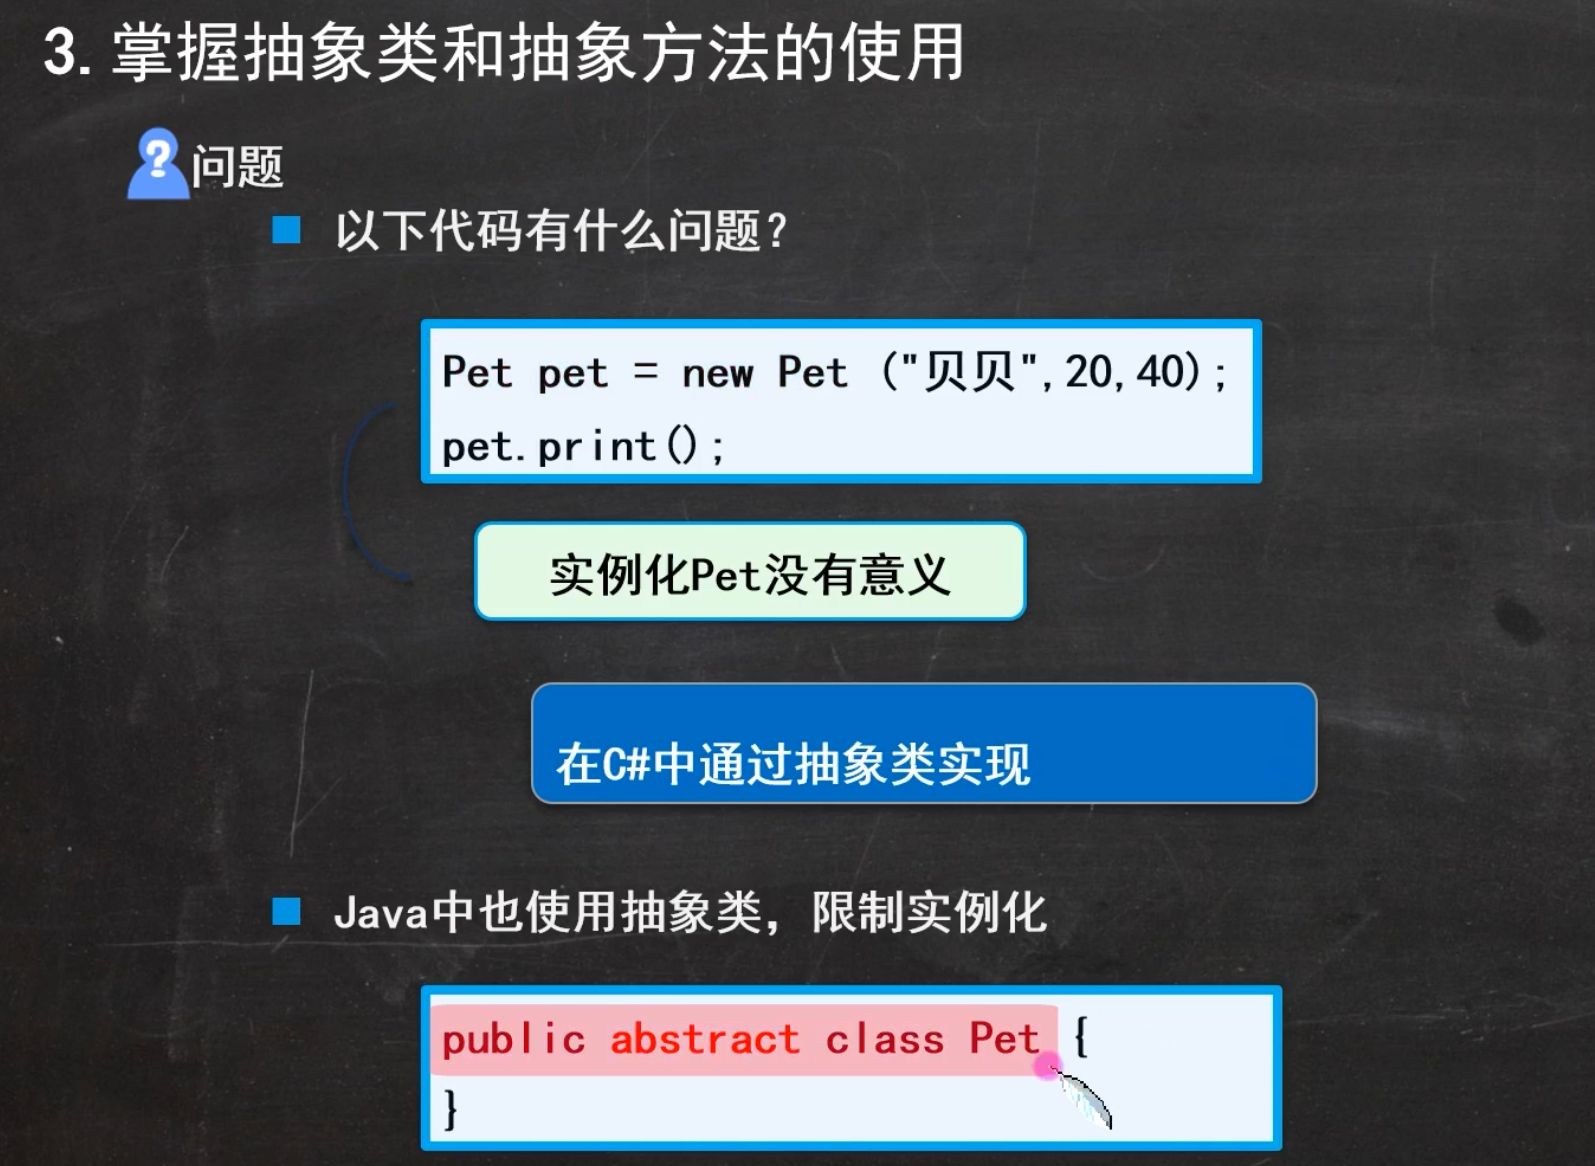 3. 掌握抽象类和抽象方法的使用
?
问题
以下代码有什么问题？
Pet pet = new Pet ("贝贝",20,40);
pet.print();
实例化Pet没有意义
在C#中通过抽象类实现
Java中也使用抽象类，限制实例化
public abstract class Pet {
}